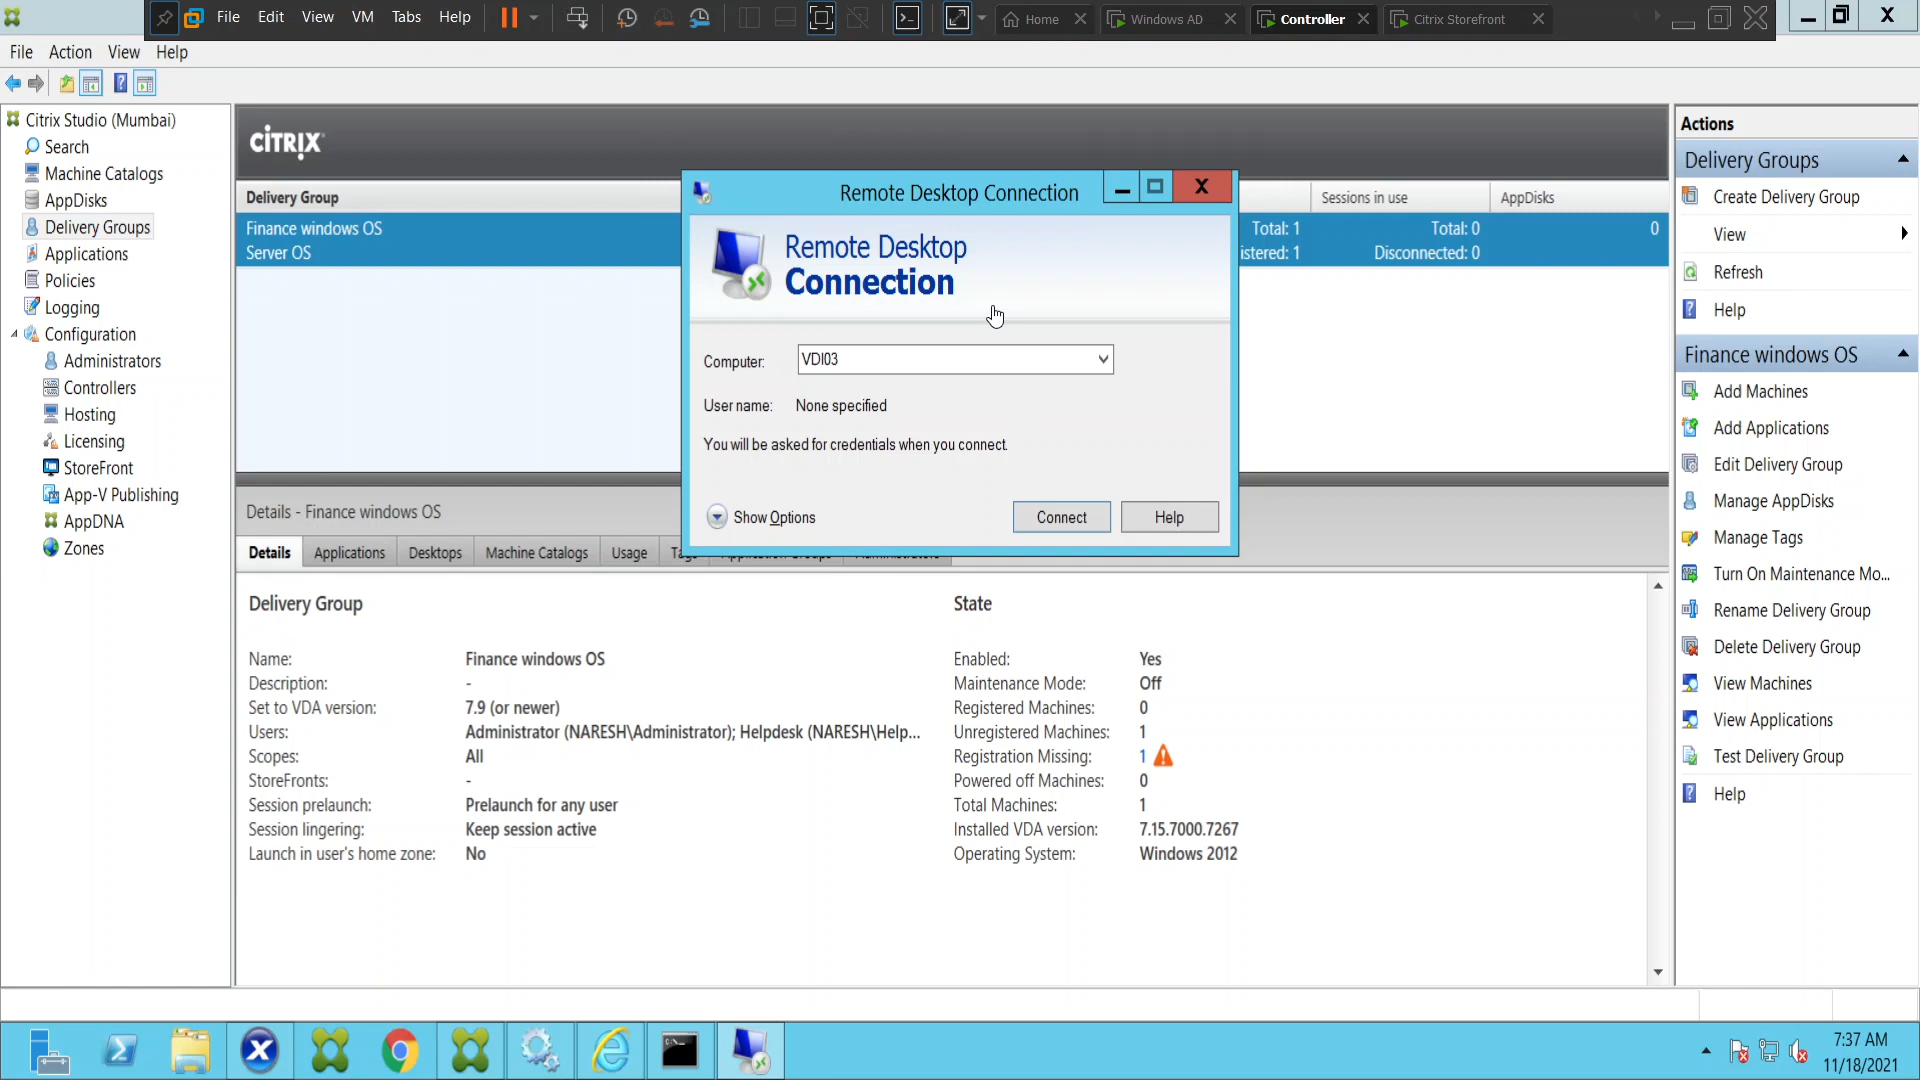 File Edit View VM Tabs Help
Home
Windows AD
Controller
Citrix Storefront
File Action View Help
Citrix Studio (Mumbai)
Search
Machine Catalogs
AppDisks
Delivery Groups
Applications
Policies
Logging
Configuration
Administrators
Controllers
Hosting
Licensing
StoreFront
App-V Publishing
AppDNA
Zones
CITRIX
Delivery Group
Sessions in use
AppDisks
Finance windows OS
Total: 1
Total: 0
0
Server OS
istered: 1
Disconnected: 0
Remote Desktop Connection
Remote Desktop
Connection
Computer: VDI03
User name: None specified
You will be asked for credentials when you connect.
Show Options
Connect
Help
Details - Finance windows OS
Details Applications Desktops Machine Catalogs Usage
Delivery Group
Name: Finance windows OS
Description: -
Set to VDA version: 7.9 (or newer)
Users: Administrator (NARESH\Administrator); Helpdesk (NARESH\Help...
Scopes: All
StoreFronts: -
Session prelaunch: Prelaunch for any user
Session lingering: Keep session active
Launch in user's home zone: No
State
Enabled: Yes
Maintenance Mode: Off
Registered Machines: 0
Unregistered Machines: 1
Registration Missing: 1
Powered off Machines: 0
Total Machines: 1
Installed VDA version: 7.15.7000.7267
Operating System: Windows 2012
Actions
Delivery Groups
Create Delivery Group
View
Refresh
Help
Finance windows OS
Add Machines
Add Applications
Edit Delivery Group
Manage AppDisks
Manage Tags
Turn On Maintenance Mo...
Rename Delivery Group
Delete Delivery Group
View Machines
View Applications
Test Delivery Group
Help
7:37 AM
11/18/2021